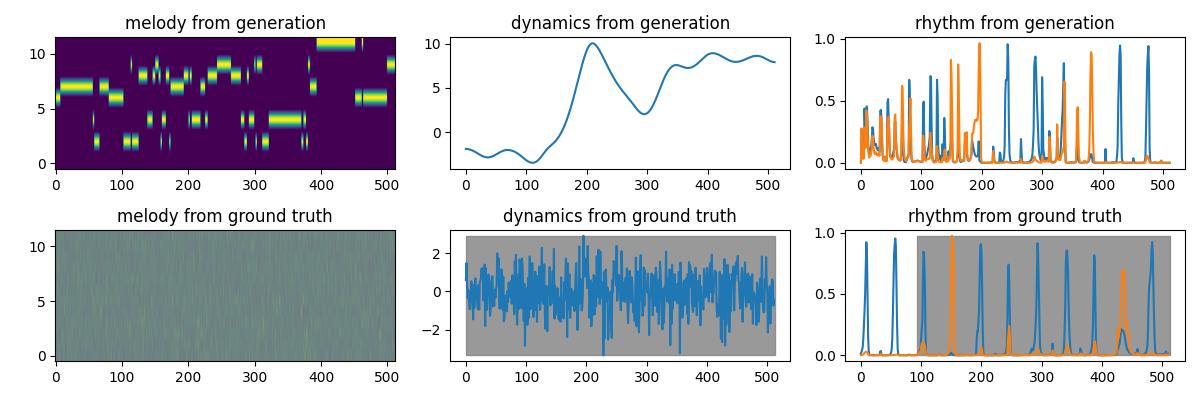 melody from generation
10
5
0
0 100 200 300 400 500
dynamics from generation
10
5
0
0 100 200 300 400 500
rhythm from generation
1.0
0.5
0.0
0 100 200 300 400 500
melody from ground truth
10
5
0
0 100 200 300 400 500
dynamics from ground truth
2
0
−2
0 100 200 300 400 500
rhythm from ground truth
1.0
0.5
0.0
0 100 200 300 400 500